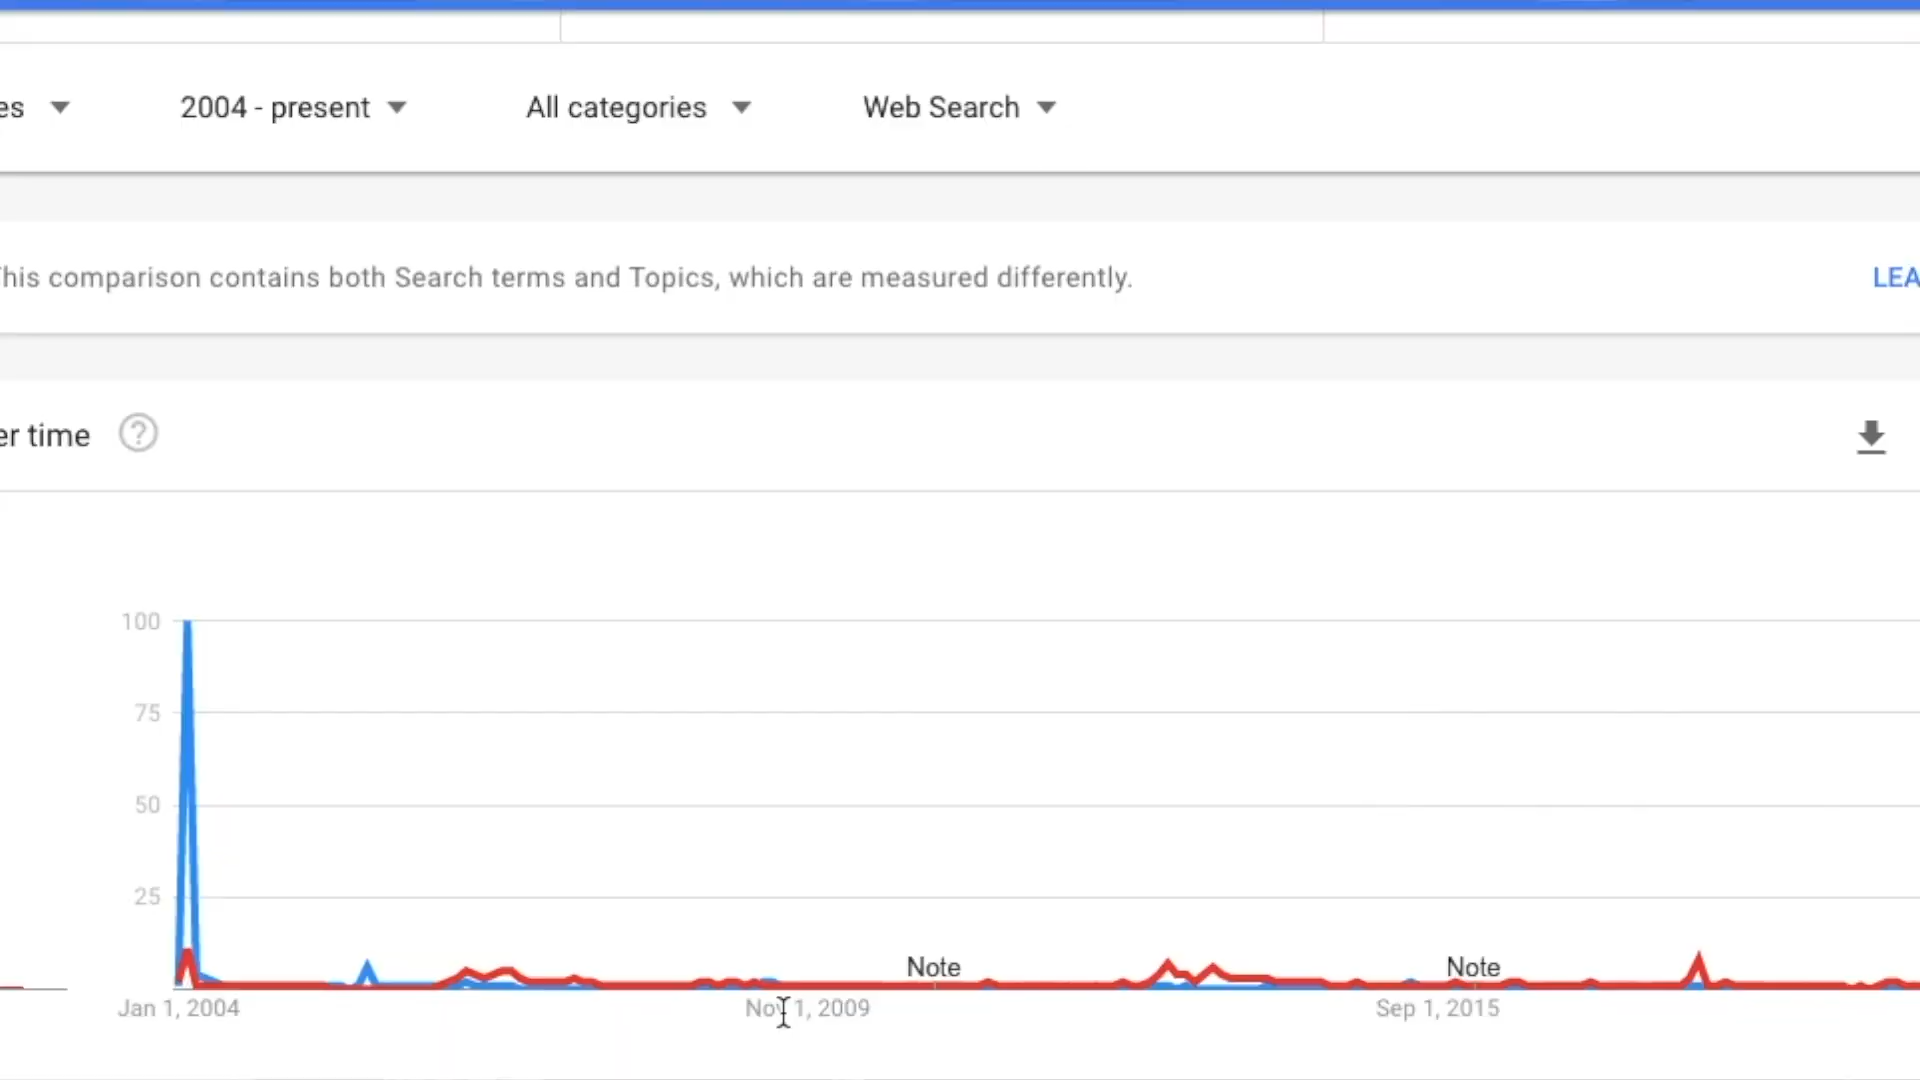 es
2004 - present
All categories
Web Search
his comparison contains both Search terms and Topics, which are measured differently.
LEA
er time
?
100
75
50
25
Note
Note
Jan 1, 2004
Nov 1, 2009
Sep 1, 2015